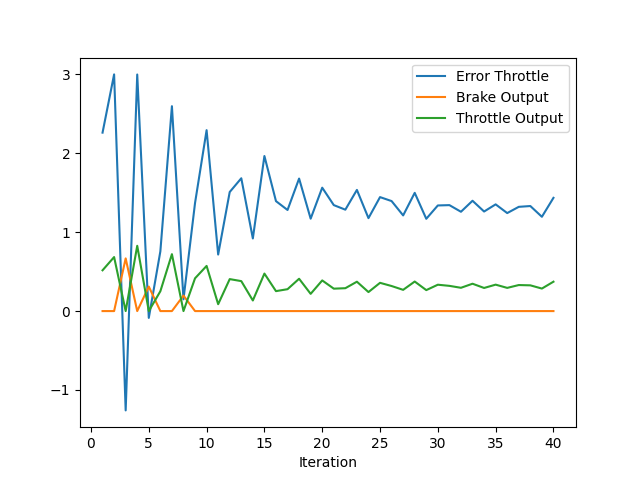 Error Throttle
Brake Output
Throttle Output
3
2
1
0
−1
0 5 10 15 20 25 30 35 40
Iteration